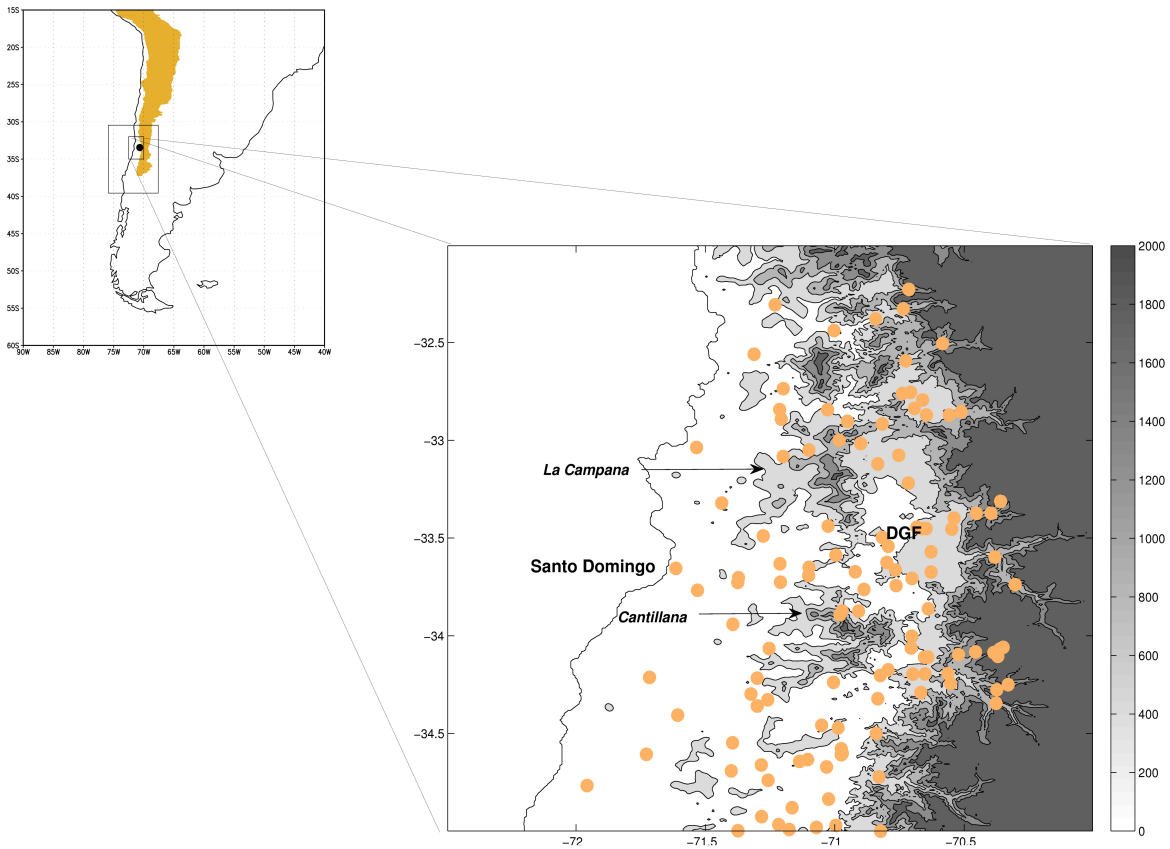 15S
20S
25S
30S
35S
40S
45S
50S
55S
60S
90W 85W 80W 75W 70W 65W 60W 55W 50W 45W 40W
−32.5
−33
−33.5
−34
−34.5
−72 −71.5 −71 −70.5
La Campana
DGF
Santo Domingo
Cantillana
2000
1800
1600
1400
1200
1000
800
600
400
200
0